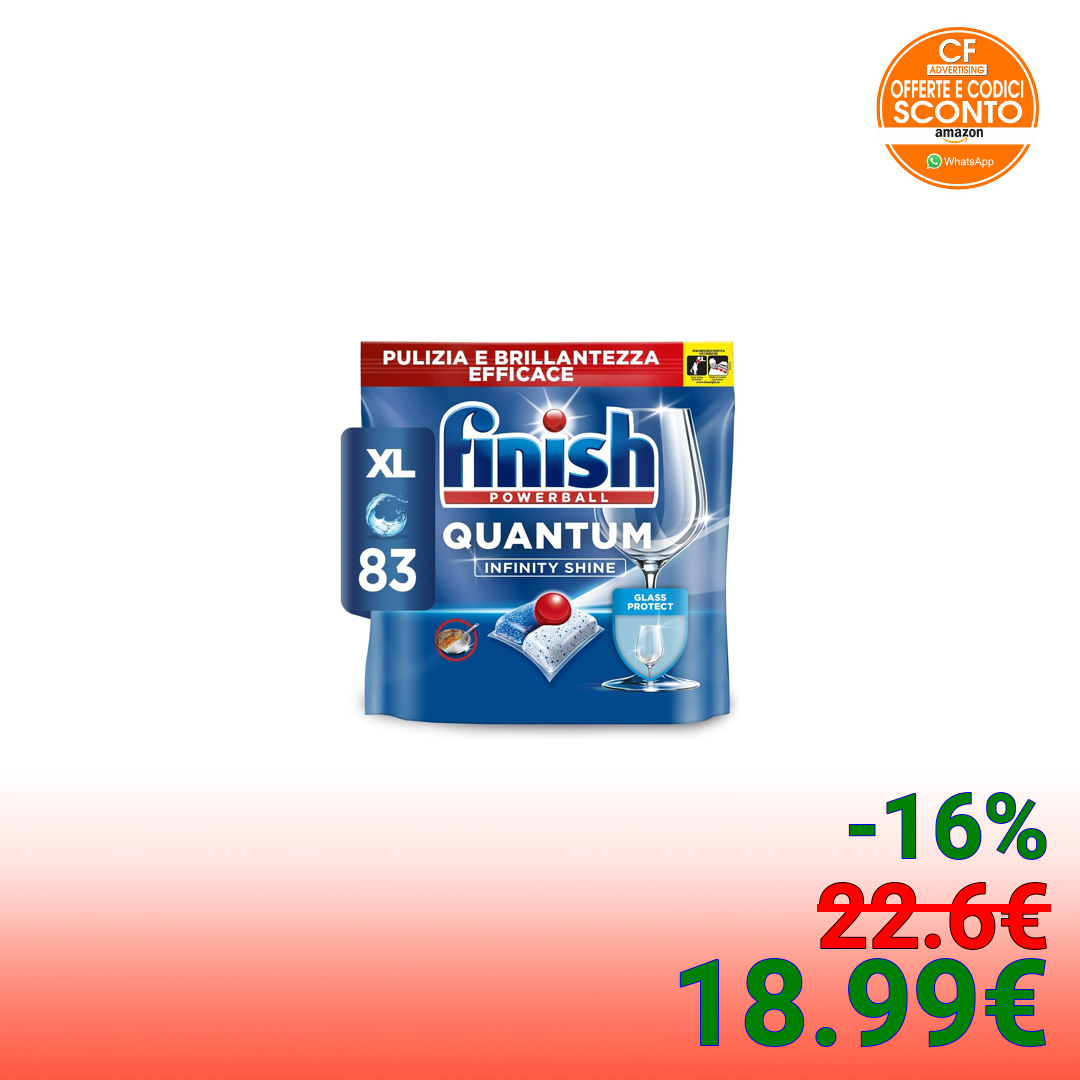 CF
ADVERTISING
OFFERTE E CODICI
SCONTO
amazon
WhatsApp
PULIZIA E BRILLANTEZZA
EFFICACE
XL
83
finish
POWERBALL
QUANTUM
INFINITY SHINE
GLASS
PROTECT
-16%
22.6€
18.99€